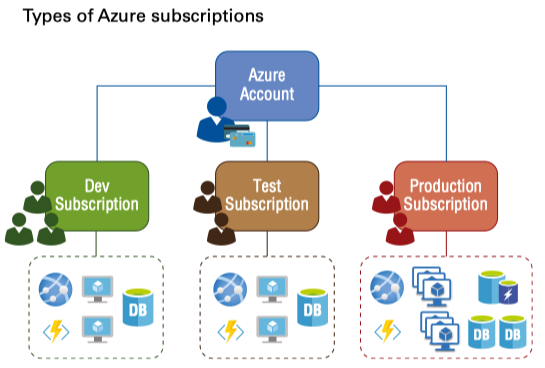 Types of Azure subscriptions
Azure
Account
Dev
Subscription
Test
Subscription
Production
Subscription
DB
DB
DB
DB